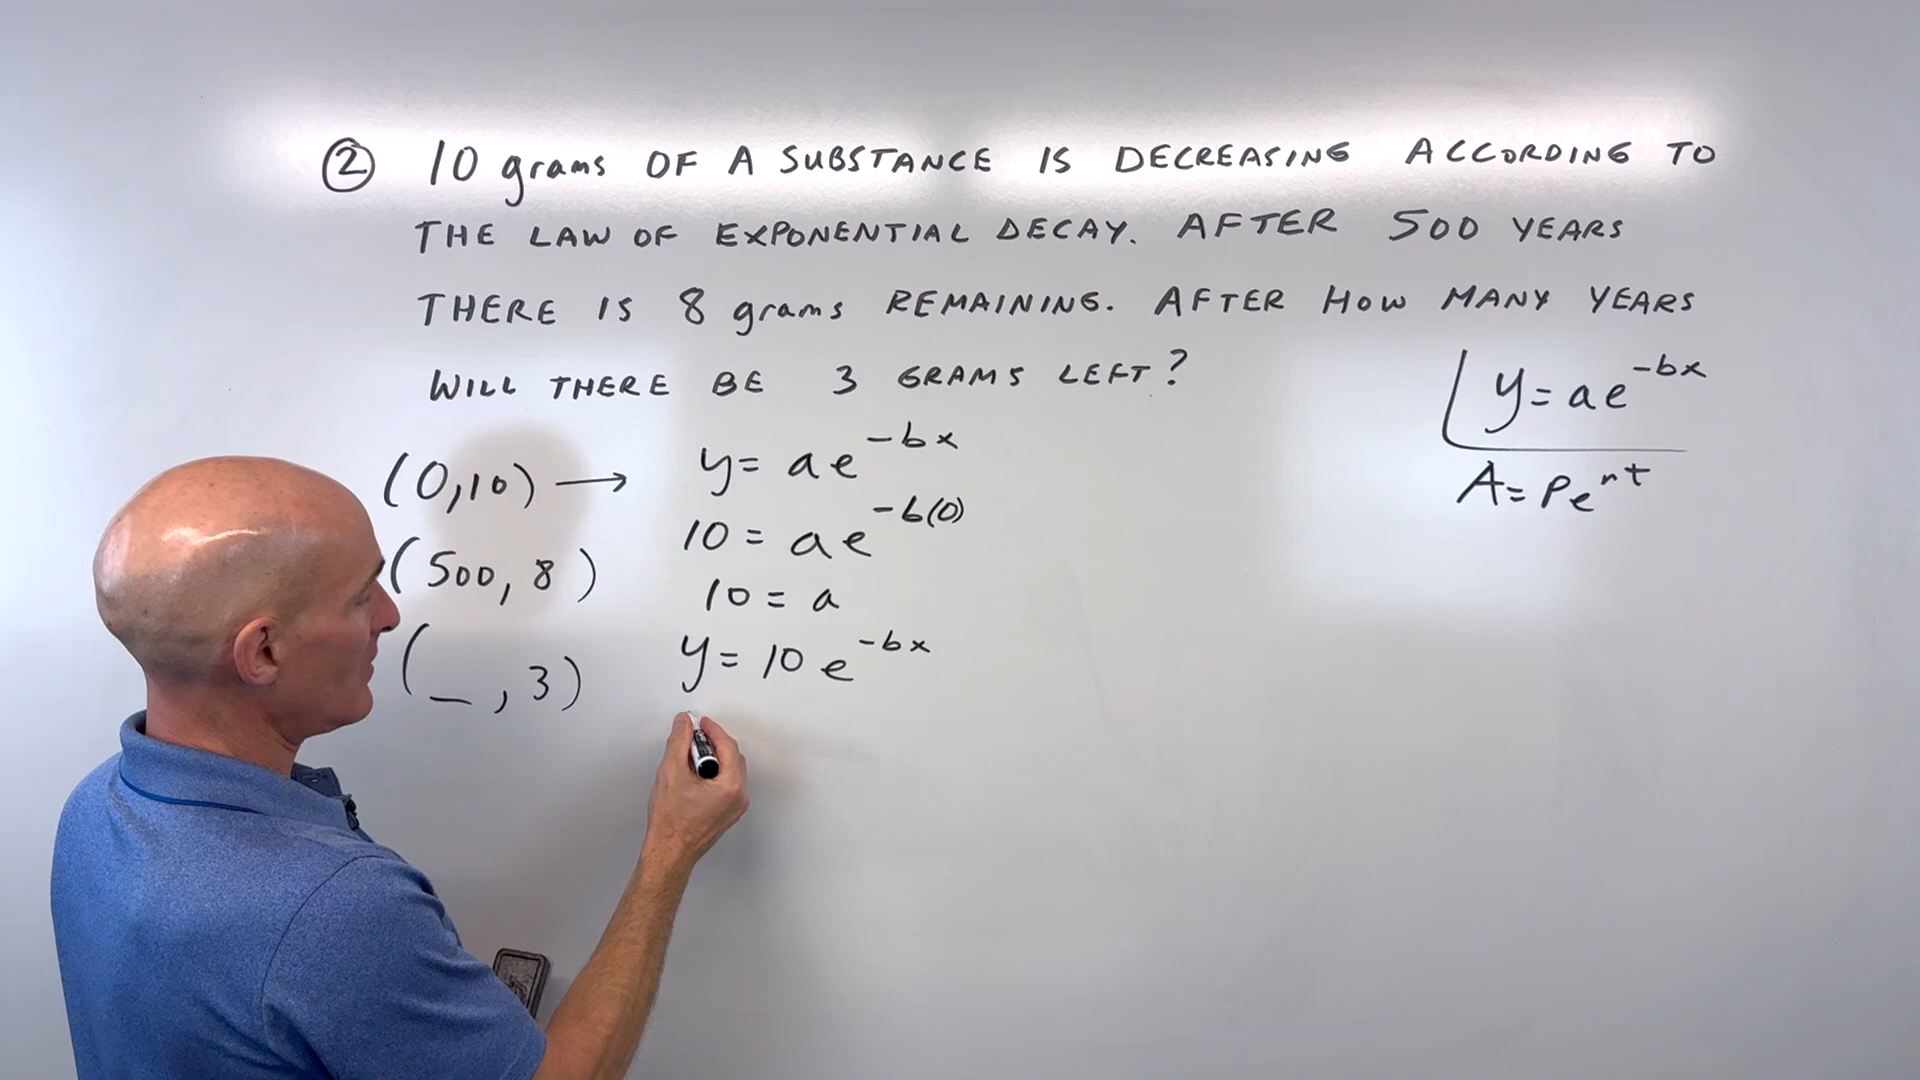 ② 10 grams OF A SUBSTANCE IS DECREASING ACCORDING TO
THE LAW OF EXPONENTIAL DECAY. AFTER 500 YEARS
THERE IS 8 grams REMAINING. AFTER HOW MANY YEARS
WILL THERE BE 3 GRAMS LEFT?
y = ae^-bx
A = Pe^rt
(0,10) → y = ae^-bx
10 = ae^-b(0)
(500, 8)
10 = a
(_, 3)
y = 10e^-bx